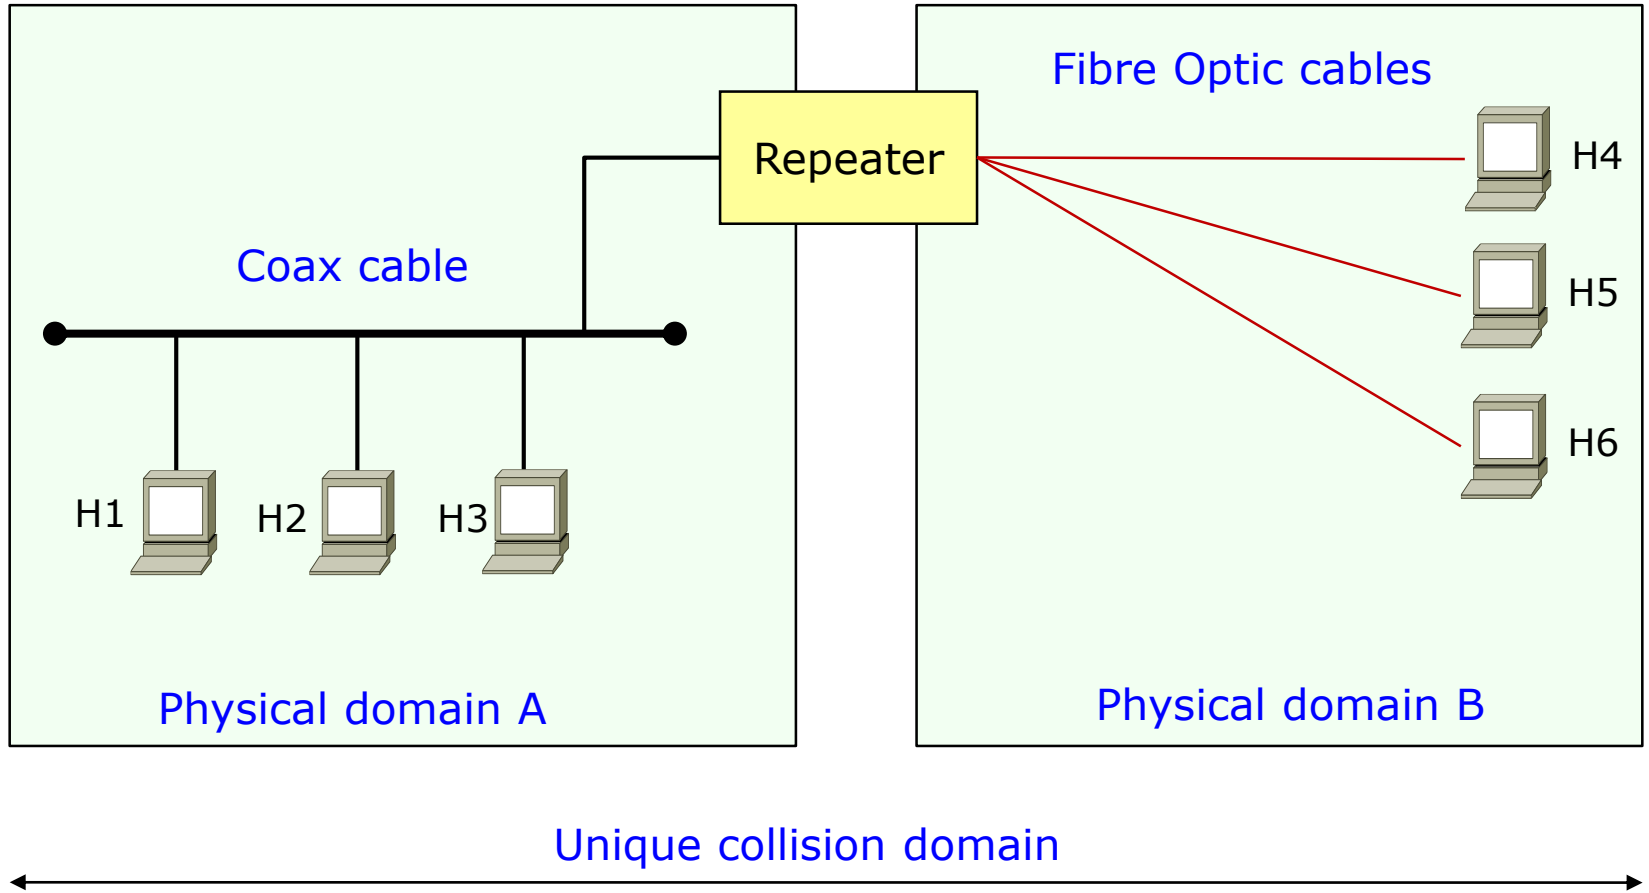 Fibre Optic cables
Repeater
H4
Coax cable
H5
H6
H1
H2
H3
Physical domain A
Physical domain B
Unique collision domain